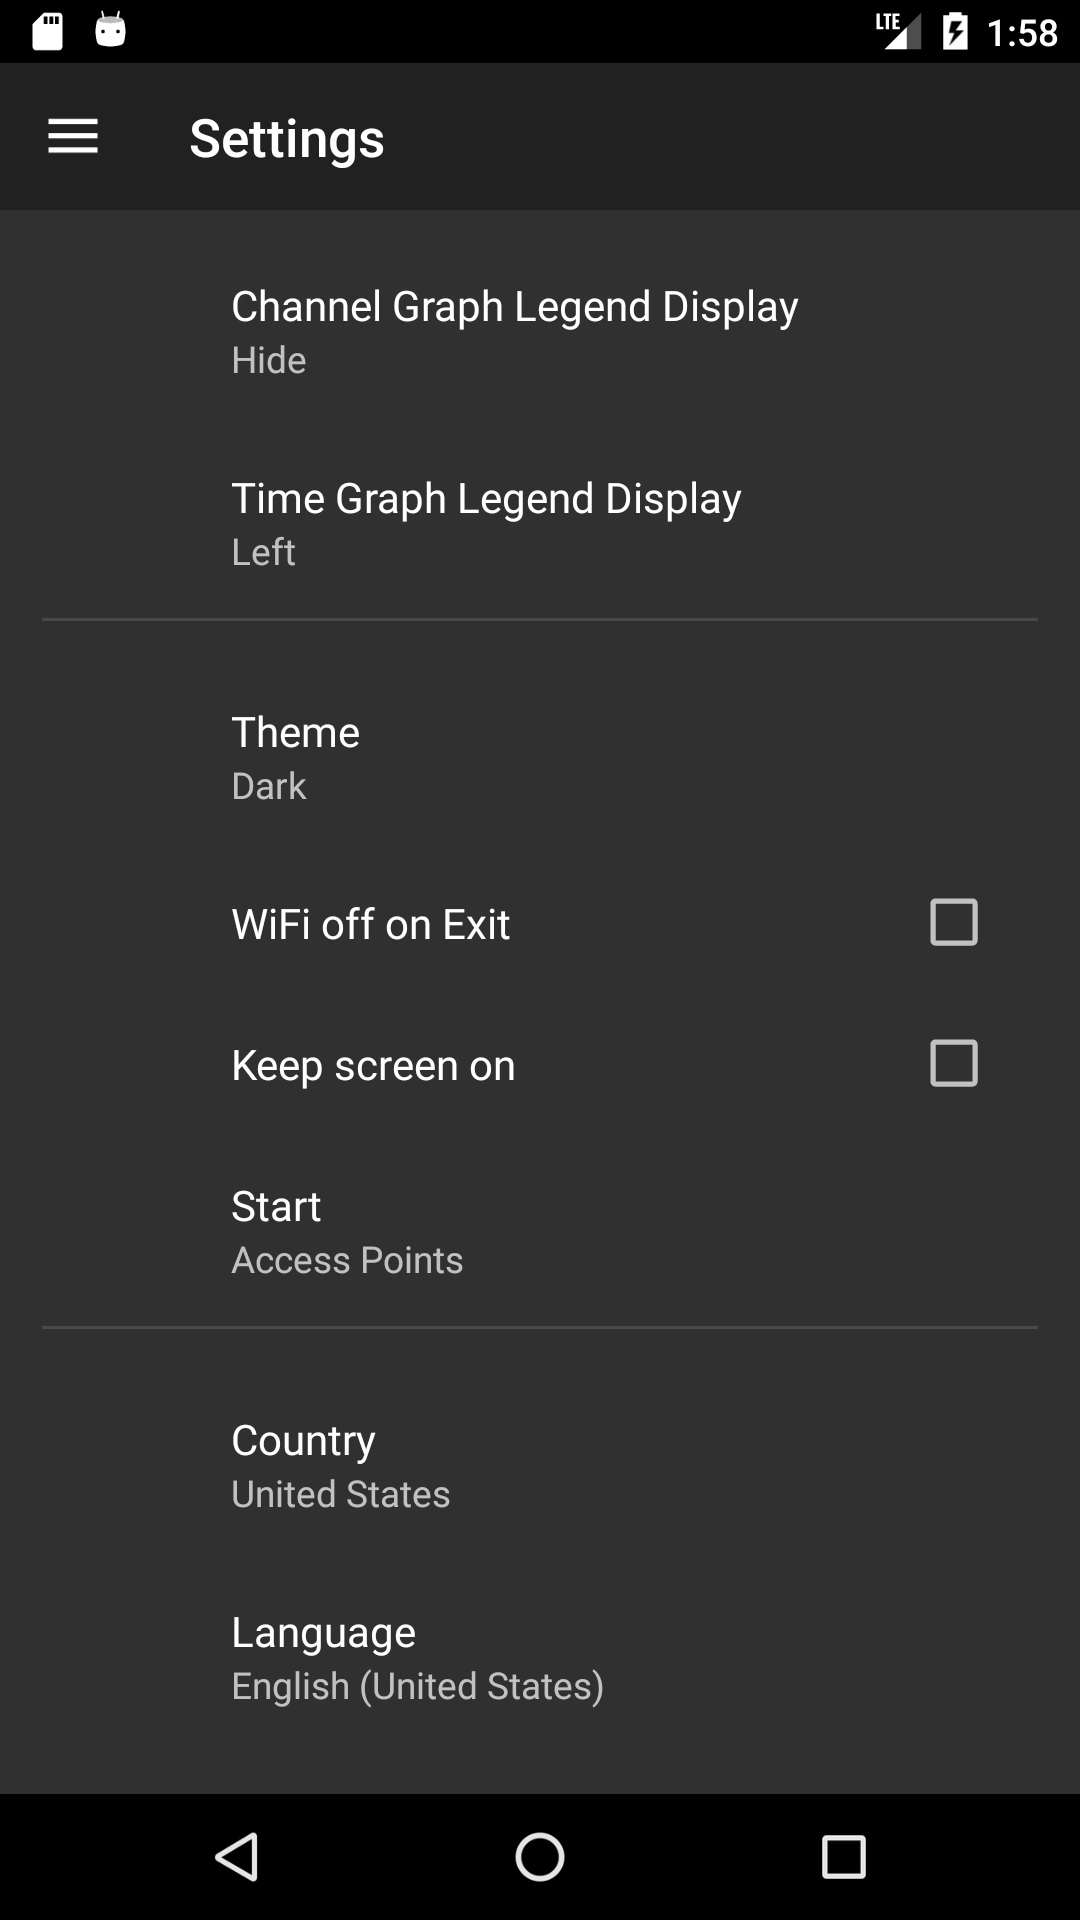 LTE 1:58
Settings
Channel Graph Legend Display
Hide
Time Graph Legend Display
Left
Theme
Dark
WiFi off on Exit
Keep screen on
Start
Access Points
Country
United States
Language
English (United States)